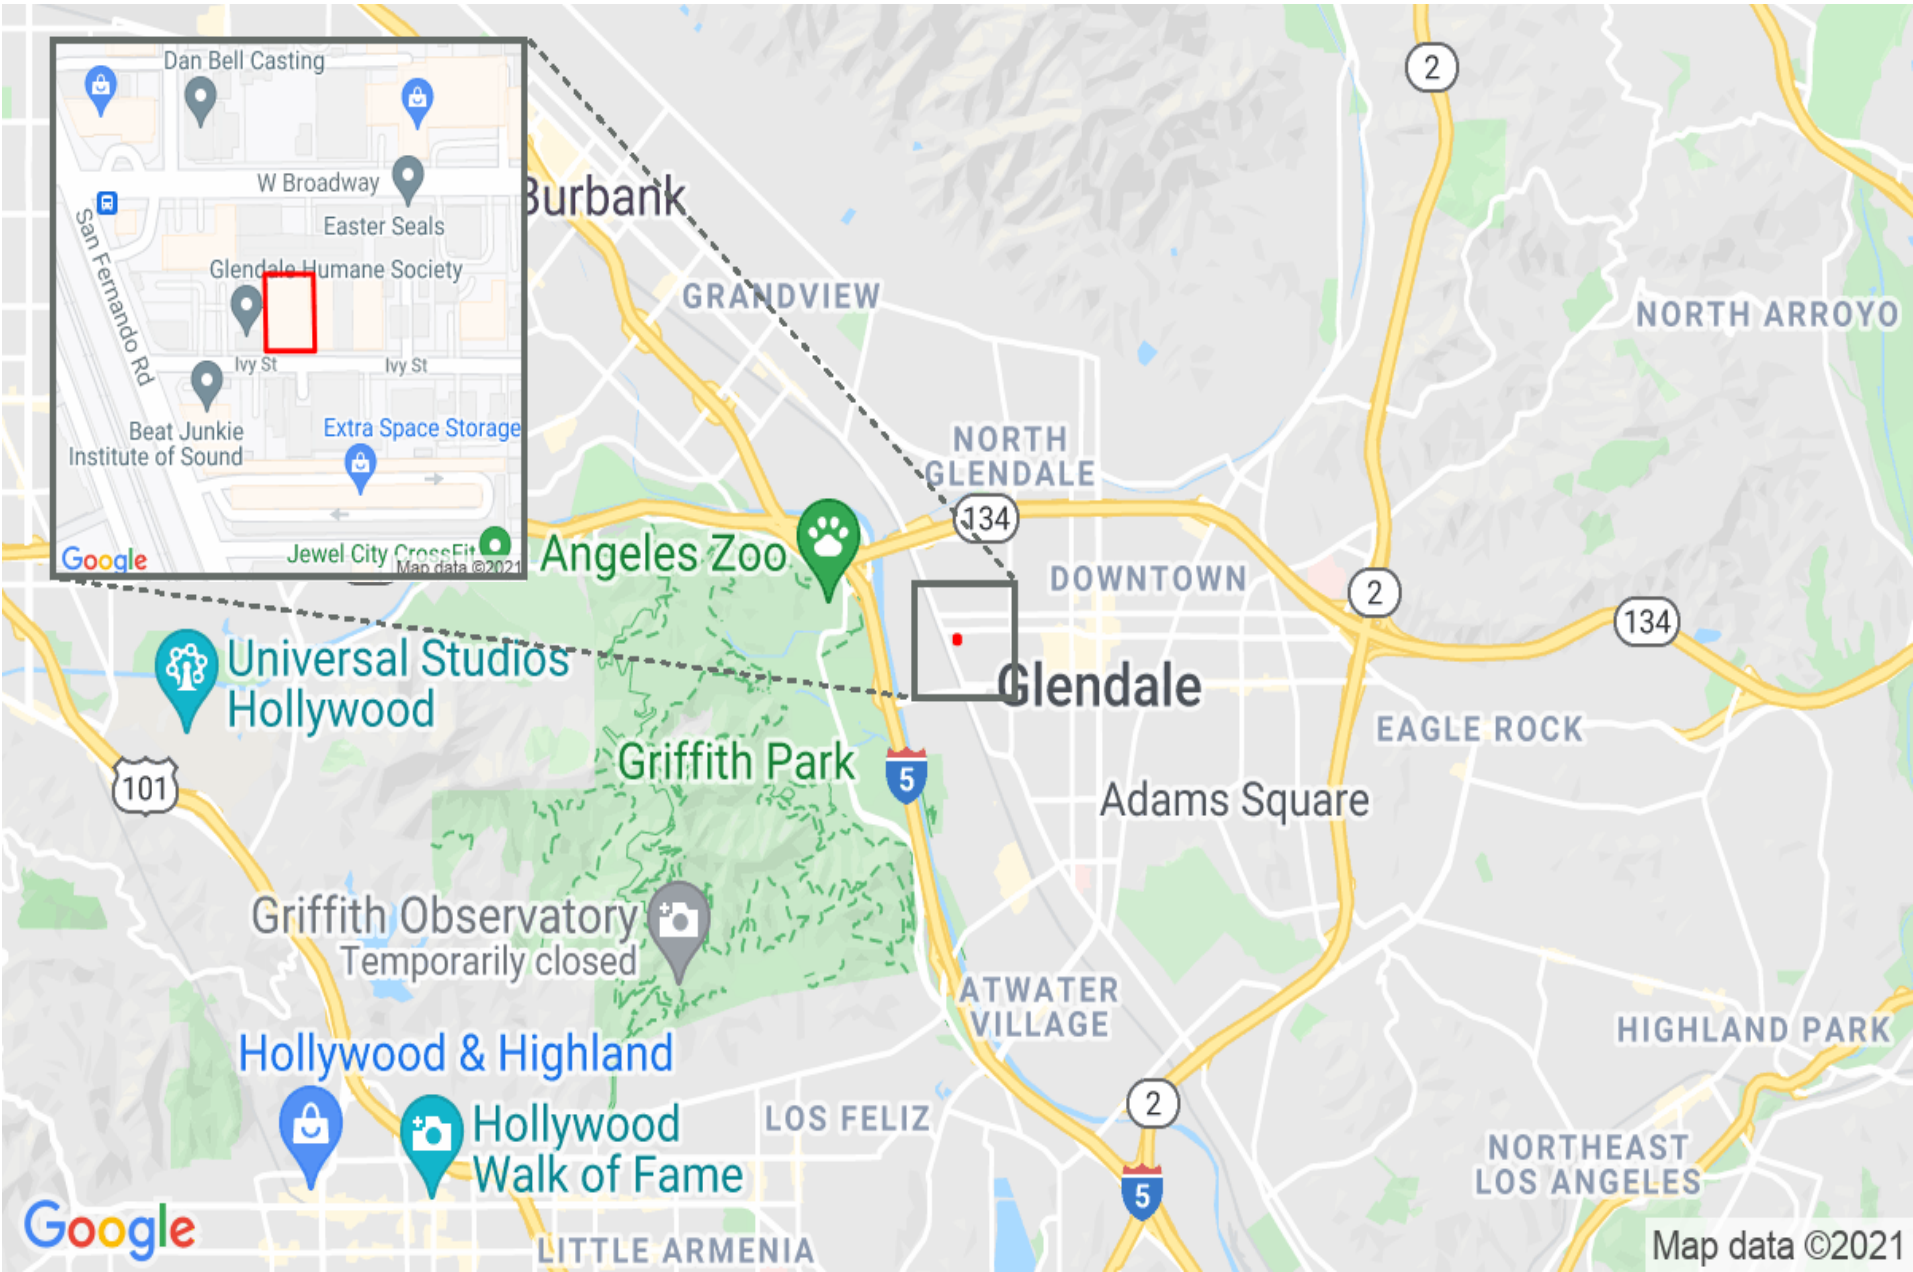 Dan Bell Casting
W Broadway
Easter Seals
San Fernando Rd
Glendale Humane Society
Ivy St
Ivy St
Beat Junkie
Institute of Sound
Extra Space Storage
Jewel City CrossFit
Google
Map data ©2021
2
Burbank
GRANDVIEW
NORTH ARROYO
NORTH
GLENDALE
134
Angeles Zoo
DOWNTOWN
2
134
Universal Studios
Hollywood
Glendale
EAGLE ROCK
Griffith Park
5
101
Adams Square
Griffith Observatory
Temporarily closed
ATWATER
VILLAGE
HIGHLAND PARK
Hollywood & Highland
2
LOS FELIZ
Hollywood
Walk of Fame
NORTHEAST
LOS ANGELES
5
Google
LITTLE ARMENIA
Map data ©2021